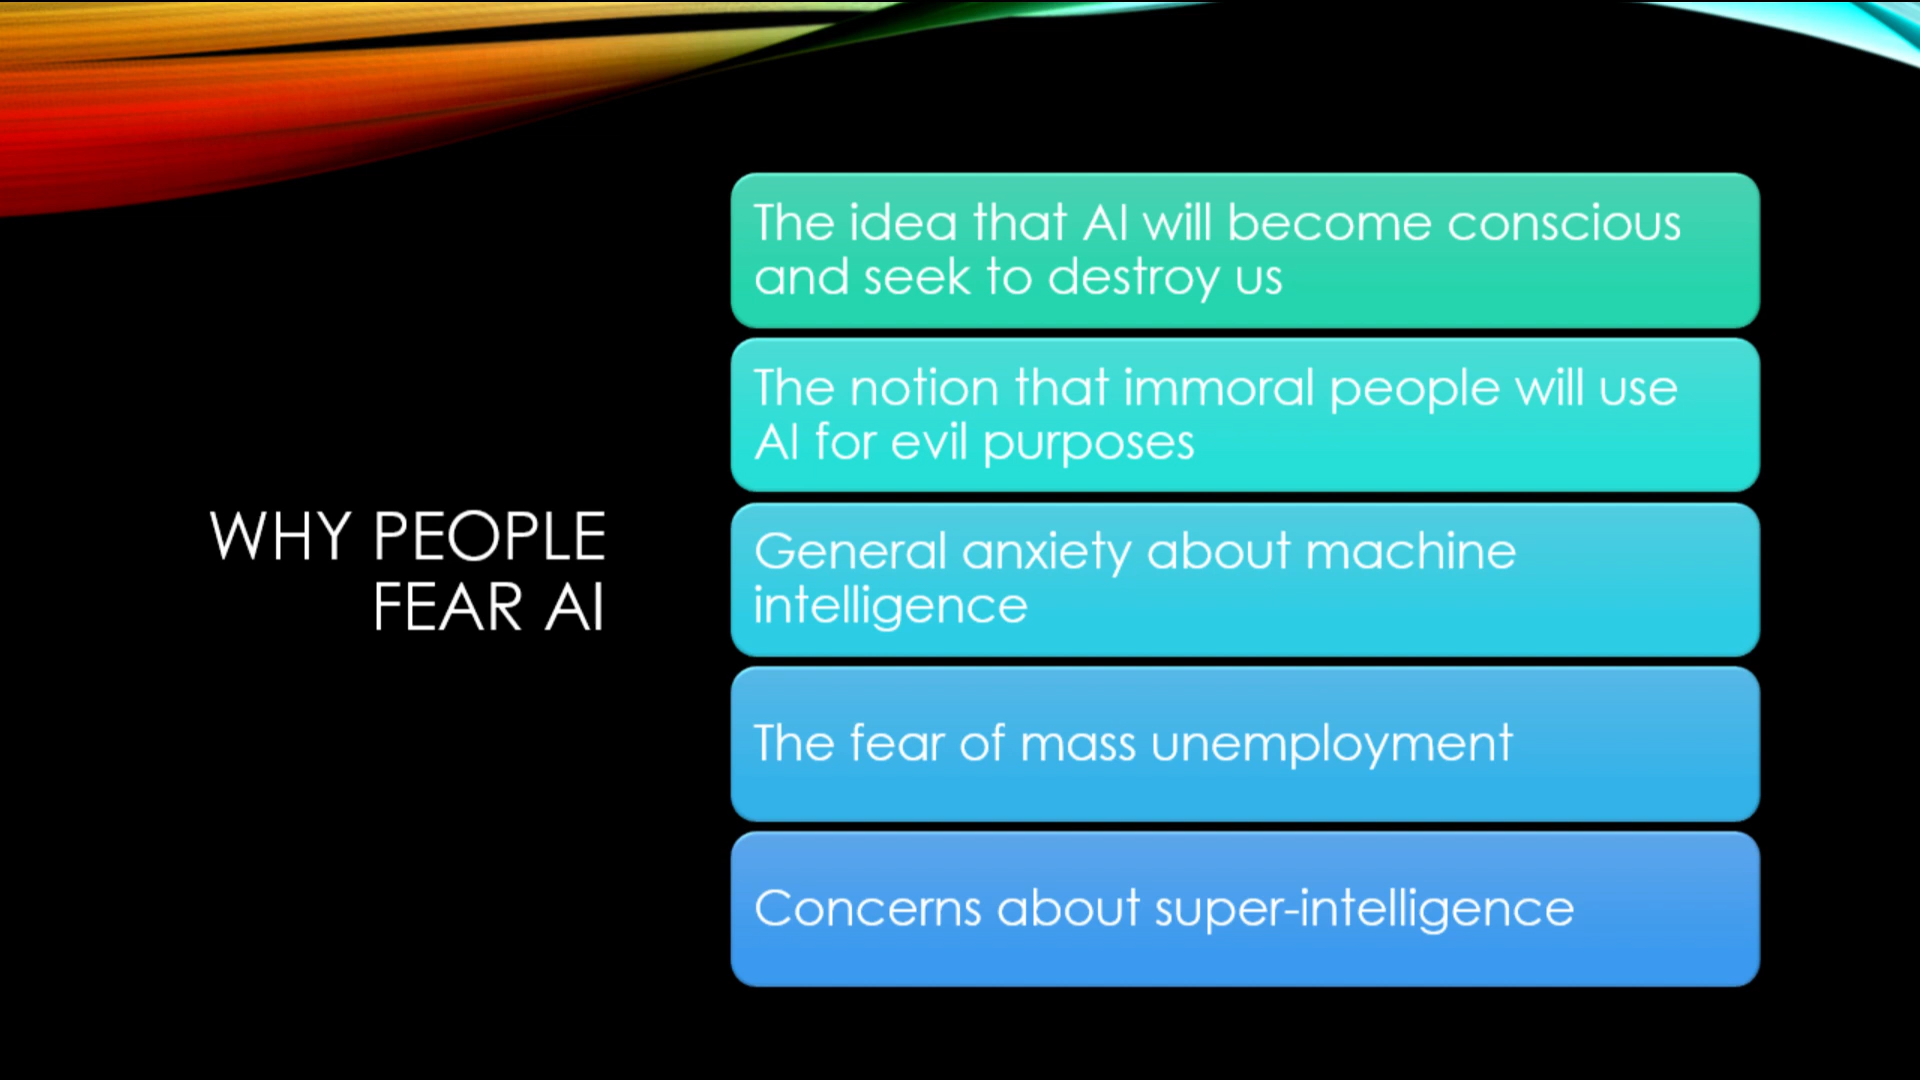 WHY PEOPLE
FEAR AI
The idea that AI will become conscious
and seek to destroy us
The notion that immoral people will use
AI for evil purposes
General anxiety about machine
intelligence
The fear of mass unemployment
Concerns about super-intelligence